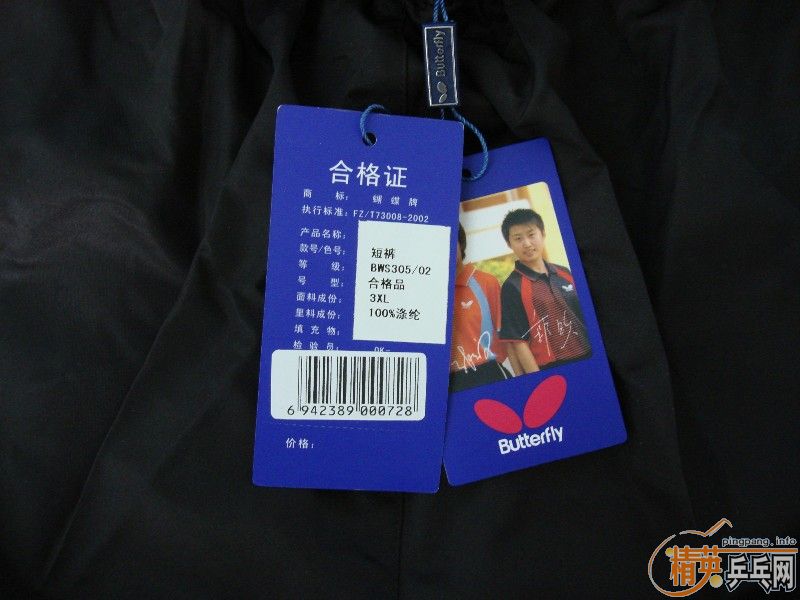 Butterfly
合格证
商 标: 蝴蝶牌
执行标准: FZ/T73008-2002
产品名称: 短裤
款号/色号: BWS305/02
等 级: 合格品
号 型: 3XL
面料成份: 100%涤纶
里料成份:
填充物:
检验员: OK-
6 942389 000728
价格:
Butterfly
pingpang.info
精英乒乓网